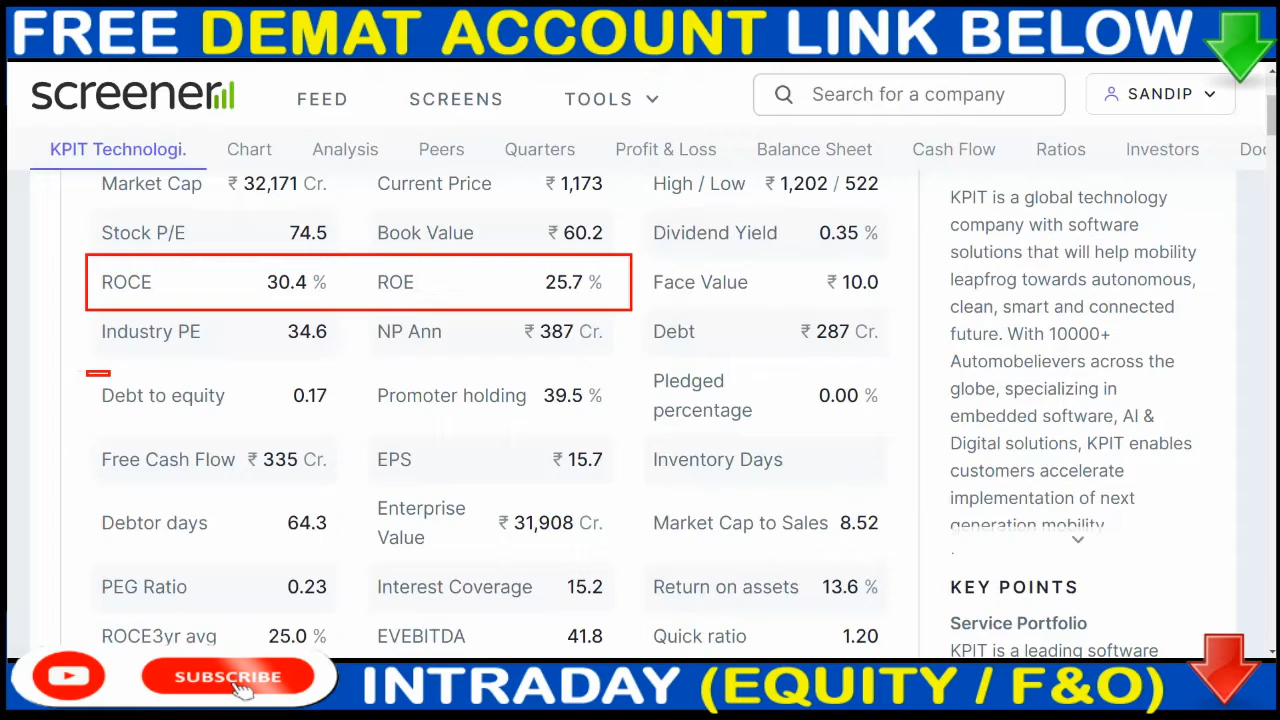 FREE DEMAT ACCOUNT LINK BELOW
screener
FEED SCREENS TOOLS
Search for a company
SANDIP
KPIT Technologi. Chart Analysis Peers Quarters Profit & Loss Balance Sheet Cash Flow Ratios Investors Doc
Market Cap ₹ 32,171 Cr. Current Price ₹ 1,173 High / Low ₹ 1,202 / 522
Stock P/E 74.5 Book Value ₹ 60.2 Dividend Yield 0.35 %
ROCE 30.4 % ROE 25.7 % Face Value ₹ 10.0
Industry PE 34.6 NP Ann ₹ 387 Cr. Debt ₹ 287 Cr.
Debt to equity 0.17 Promoter holding 39.5 % Pledged percentage 0.00 %
Free Cash Flow ₹ 335 Cr. EPS ₹ 15.7 Inventory Days
Debtor days 64.3 Enterprise Value ₹ 31,908 Cr. Market Cap to Sales 8.52
PEG Ratio 0.23 Interest Coverage 15.2 Return on assets 13.6 %
ROCE3yr avg 25.0 % EVEBITDA 41.8 Quick ratio 1.20
KPIT is a global technology
company with software
solutions that will help mobility
leapfrog towards autonomous,
clean, smart and connected
future. With 10000+
Automobelievers across the
globe, specializing in
embedded software, AI &
Digital solutions, KPIT enables
customers accelerate
implementation of next
generation mobility
.
KEY POINTS
Service Portfolio
KPIT is a leading software
SUBSCRIBE
INTRADAY (EQUITY / F&O)